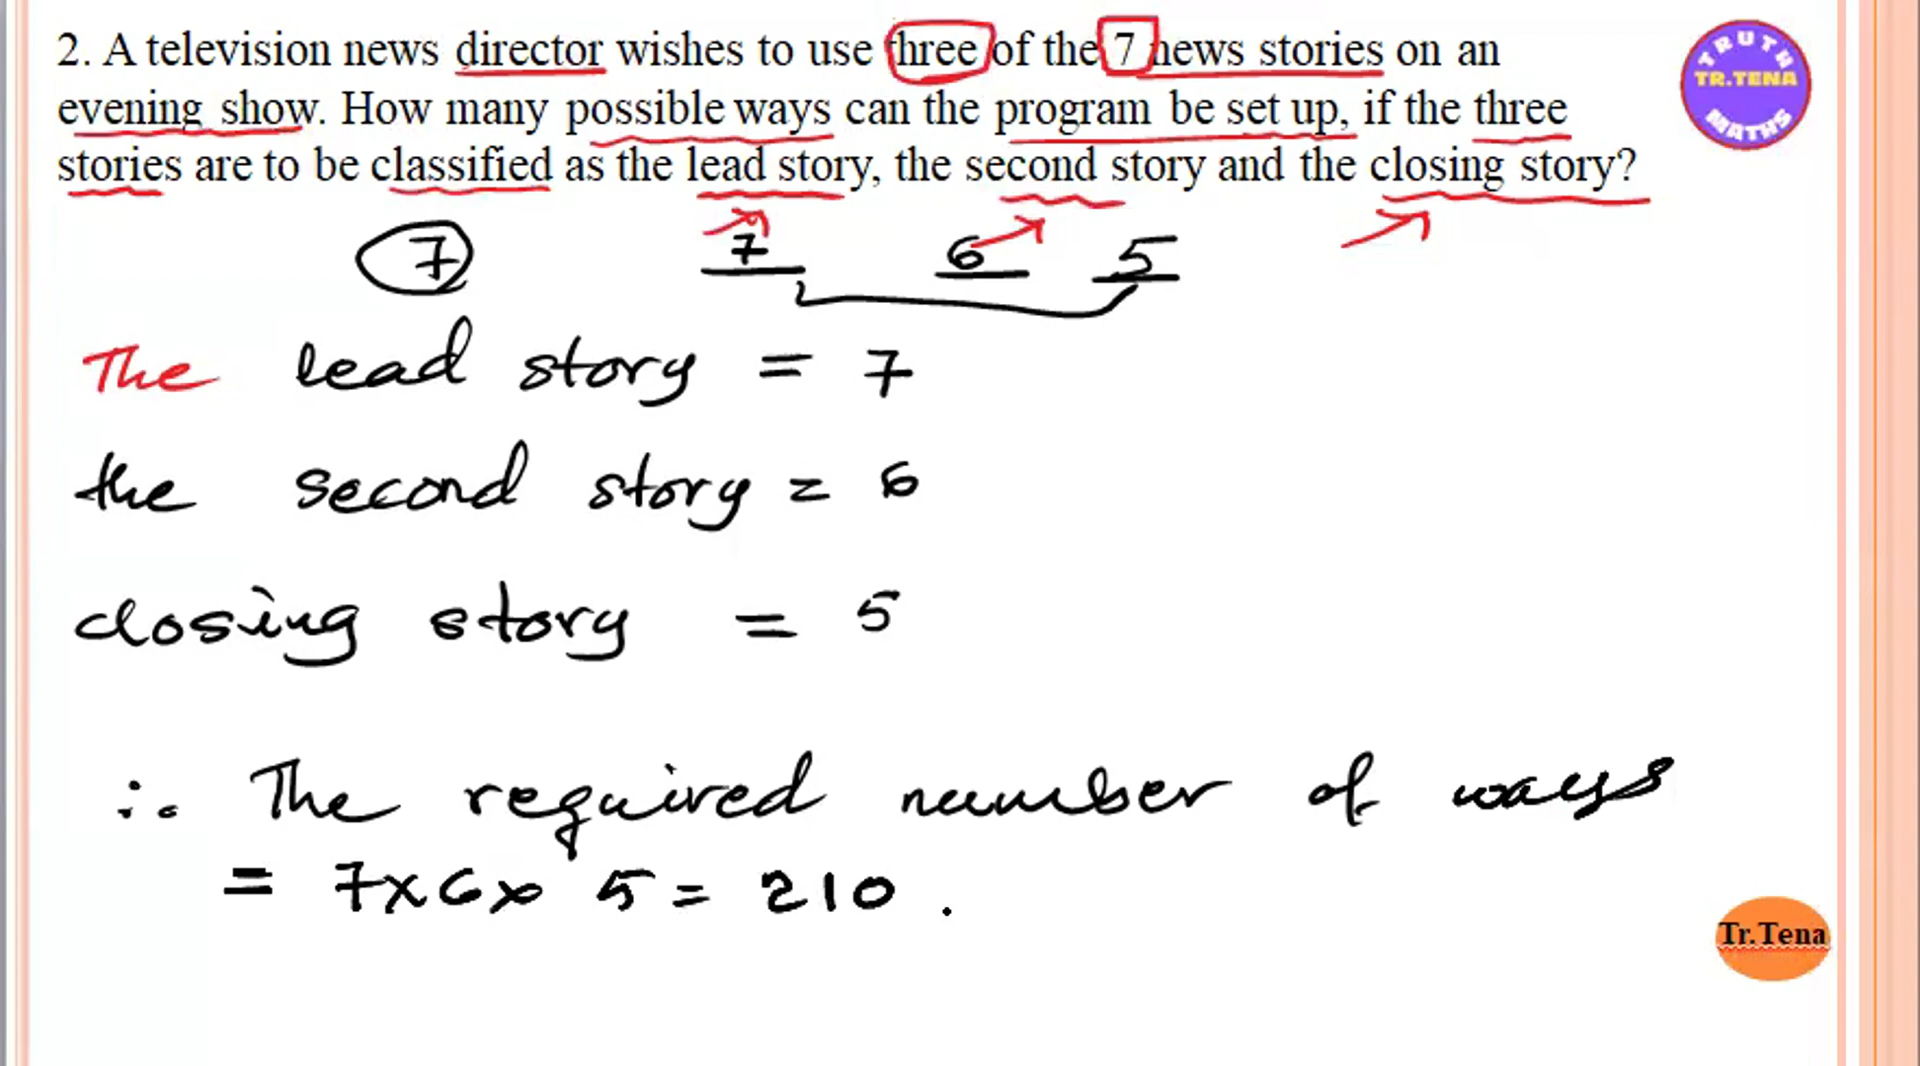 2. A television news director wishes to use three of the 7 news stories on an
evening show. How many possible ways can the program be set up, if the three
stories are to be classified as the lead story, the second story and the closing story?
TRUTH
TR.TENA
MATHS
7 7 6 5
The lead story = 7
the second story = 6
closing story = 5
∴ The required number of ways
= 7x6x 5 = 210 .
Tr.Tena